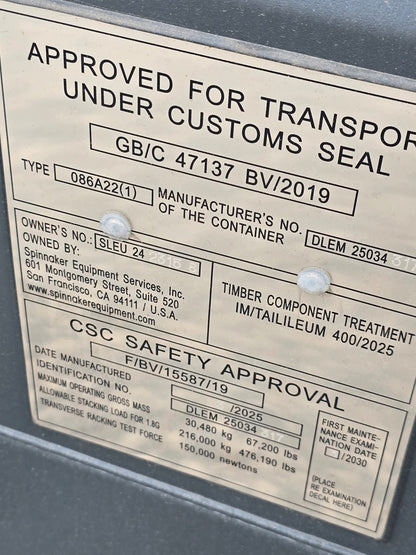 APPROVED FOR TRANSPOR
UNDER CUSTOMS SEAL
GB/C 47137 BV/2019
TYPE 086A22(1) MANUFACTURER'S NO. OF THE CONTAINER DLEM 25034 317
OWNER'S NO.: SLEU 24
OWNED BY:
Spinnaker Equipment Services, Inc.
601 Montgomery Street, Suite 520
San Francisco, CA 94111 / U.S.A.
www.spinnakerequipment.com
TIMBER COMPONENT TREATMENT
IM/TAILILEUM 400/2025
CSC SAFETY APPROVAL
F/BV/15587/19
DATE MANUFACTURED /2025
IDENTIFICATION NO. DLEM 25034 317
MAXIMUM OPERATING GROSS MASS 30,480 kg 67,200 lbs
ALLOWABLE STACKING LOAD FOR 1.8G 216,000 kg 476,190 lbs
TRANSVERSE RACKING TEST FORCE 150,000 newtons
FIRST MAINTE-
NANCE EXAMI-
NATION DATE
/2030
(PLACE
RE EXAMINATION
DECAL HERE)